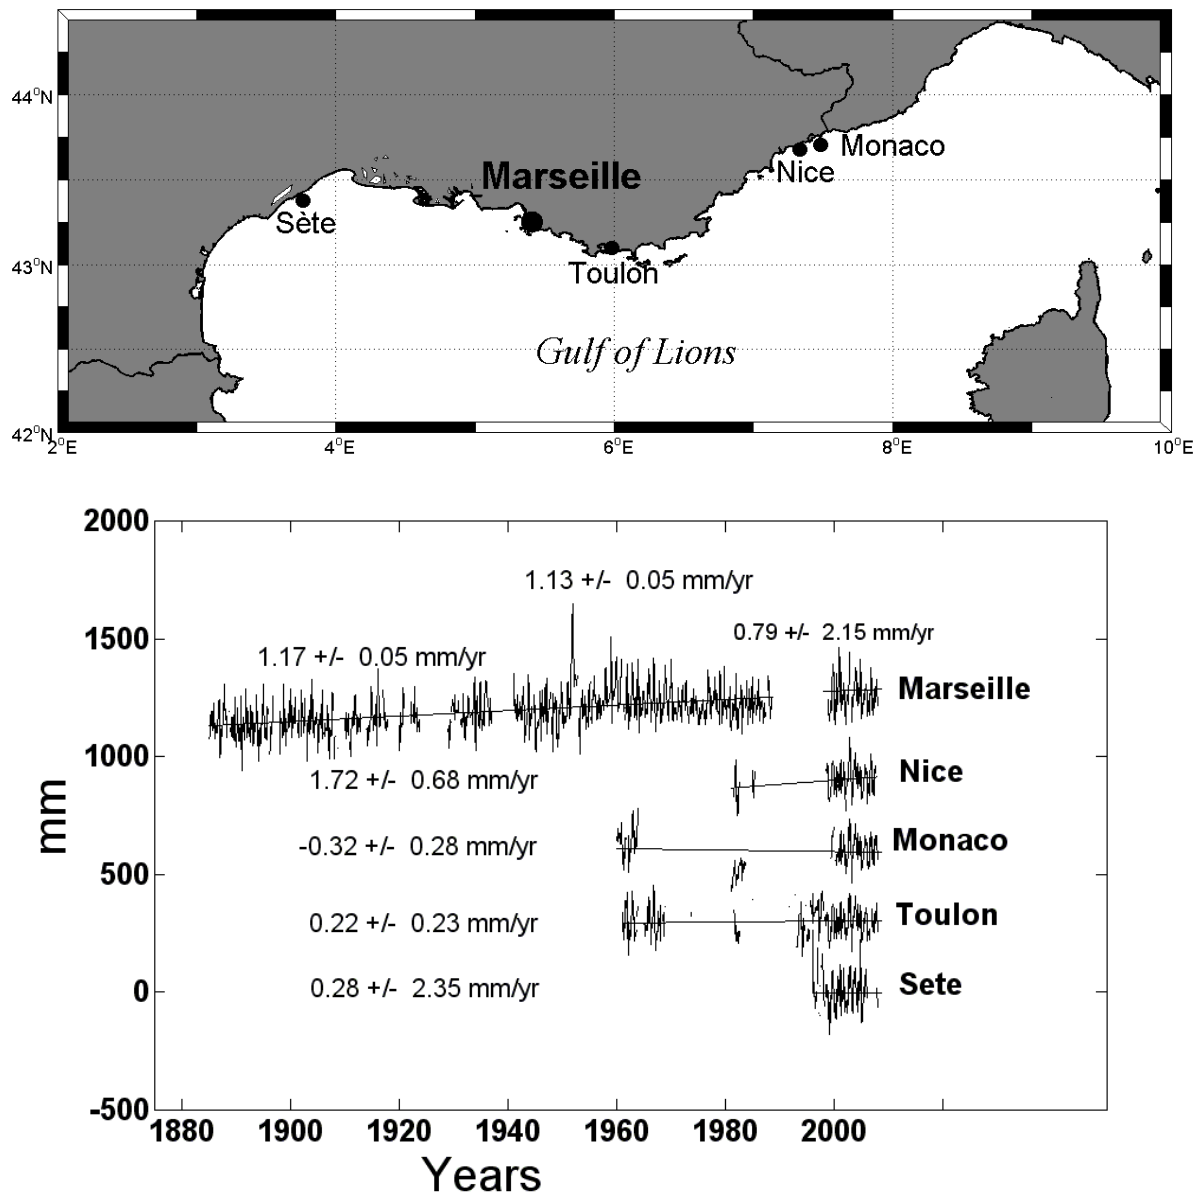 44°N
Monaco
Nice
Marseille
Sète
43°N
Toulon
Gulf of Lions
42°N
2°E 4°E 6°E 8°E 10°E
2000
1.13 +/- 0.05 mm/yr
1500
0.79 +/- 2.15 mm/yr
1.17 +/- 0.05 mm/yr
Marseille
1000
1.72 +/- 0.68 mm/yr
Nice
mm
-0.32 +/- 0.28 mm/yr
Monaco
500
0.22 +/- 0.23 mm/yr
Toulon
0
0.28 +/- 2.35 mm/yr
Sete
-500
1880 1900 1920 1940 1960 1980 2000
Years